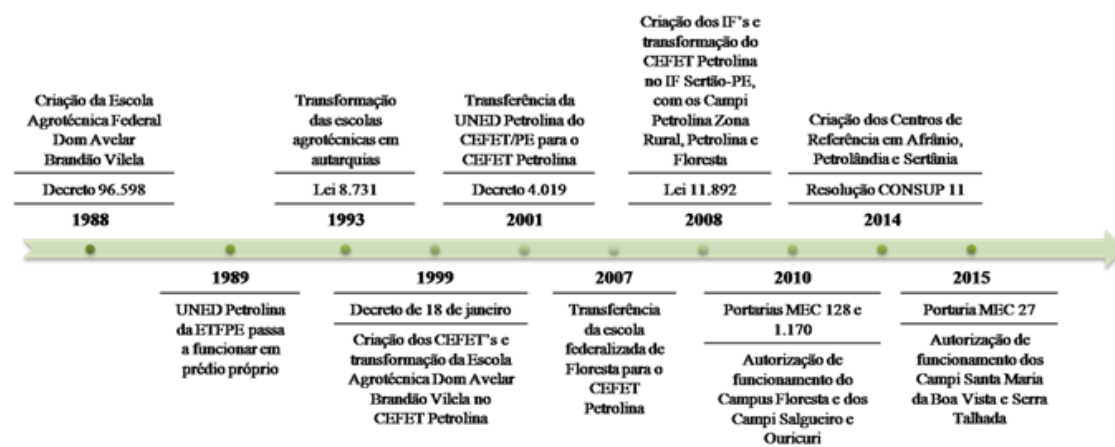 Criação da Escola
Agrotécnica Federal
Dom Avelar
Brandão Vilela
Decreto 96.598
1988
Transformação
das escolas
agrotécnicas em
autarquias
Lei 8.731
1993
Transferência da
UNED Petrolina do
CEFET/PE para o
CEFET Petrolina
Decreto 4.019
2001
Criação dos IF's e
transformação do
CEFET Petrolina
no IF Sertão-PE,
com os Campi
Petrolina Zona
Rural, Petrolina e
Floresta
Lei 11.892
2008
Criação dos Centros de
Referência em Afrânio,
Petrolândia e Sertânia
Resolução CONSUP 11
2014
1989
UNED Petrolina
da ETFPE passa
a funcionar em
prédio próprio
1999
Decreto de 18 de janeiro
Criação dos CEFET's e
transformação da Escola
Agrotécnica Dom Avelar
Brandão Vilela no
CEFET Petrolina
2007
Transferência
da escola
federalizada de
Floresta para o
CEFET
Petrolina
2010
Portarias MEC 128 e
1.170
Autorização de
funcionamento do
Campus Floresta e dos
Campi Salgueiro e
Ouricuri
2015
Portaria MEC 27
Autorização de
funcionamento dos
Campi Santa Maria
da Boa Vista e Serra
Talhada